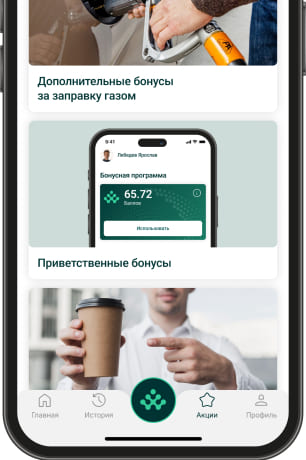 Дополнительные бонусы
за заправку газом
9:41
Лебедев Ярослав
Бонусная программа
65.72
Баллов
Использовать
Приветственные бонусы
Главная
История
Акции
Профиль